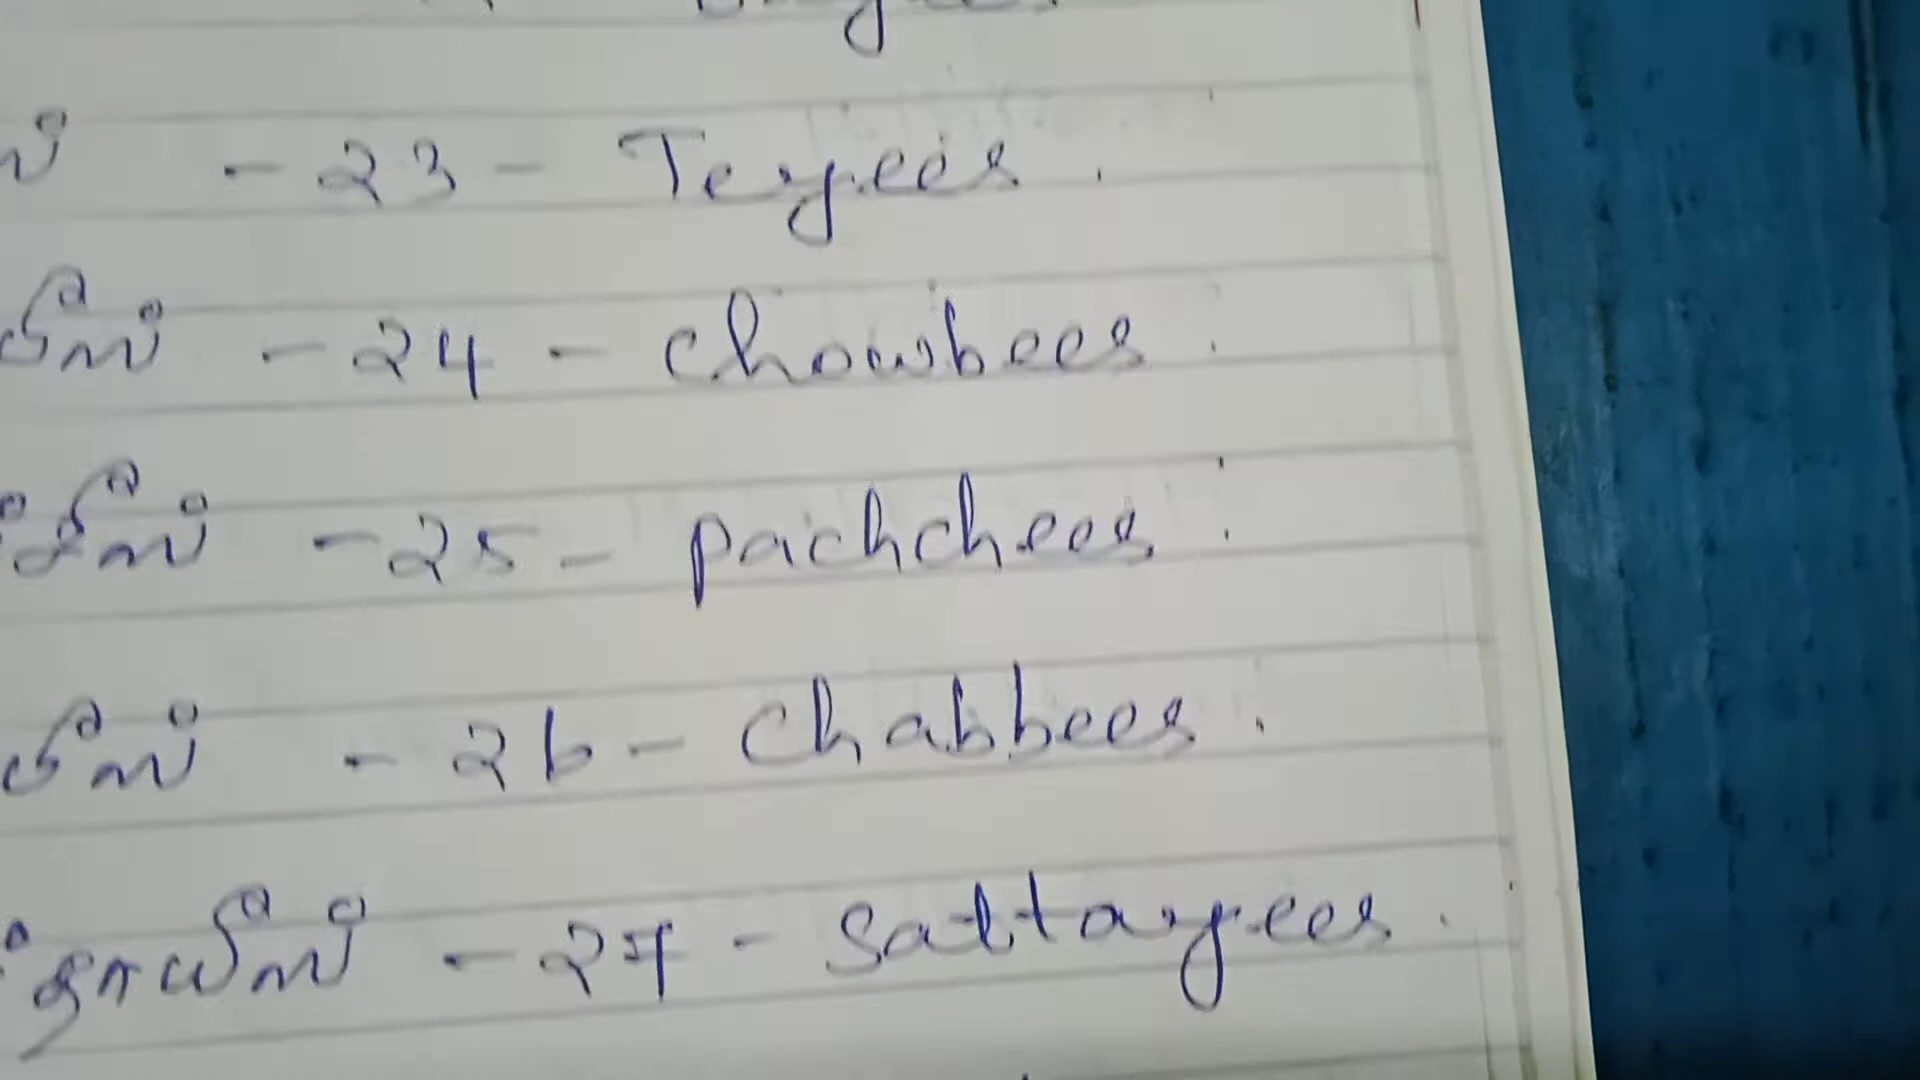 ஸ் - 23 - Teyees.
பீஸ் - 24 - Chowbees.
ச்சீஸ் - 25 - pachchees.
பீஸ் - 26 - Chabbees.
த்தாயீஸ் - 27 - Sattayees.